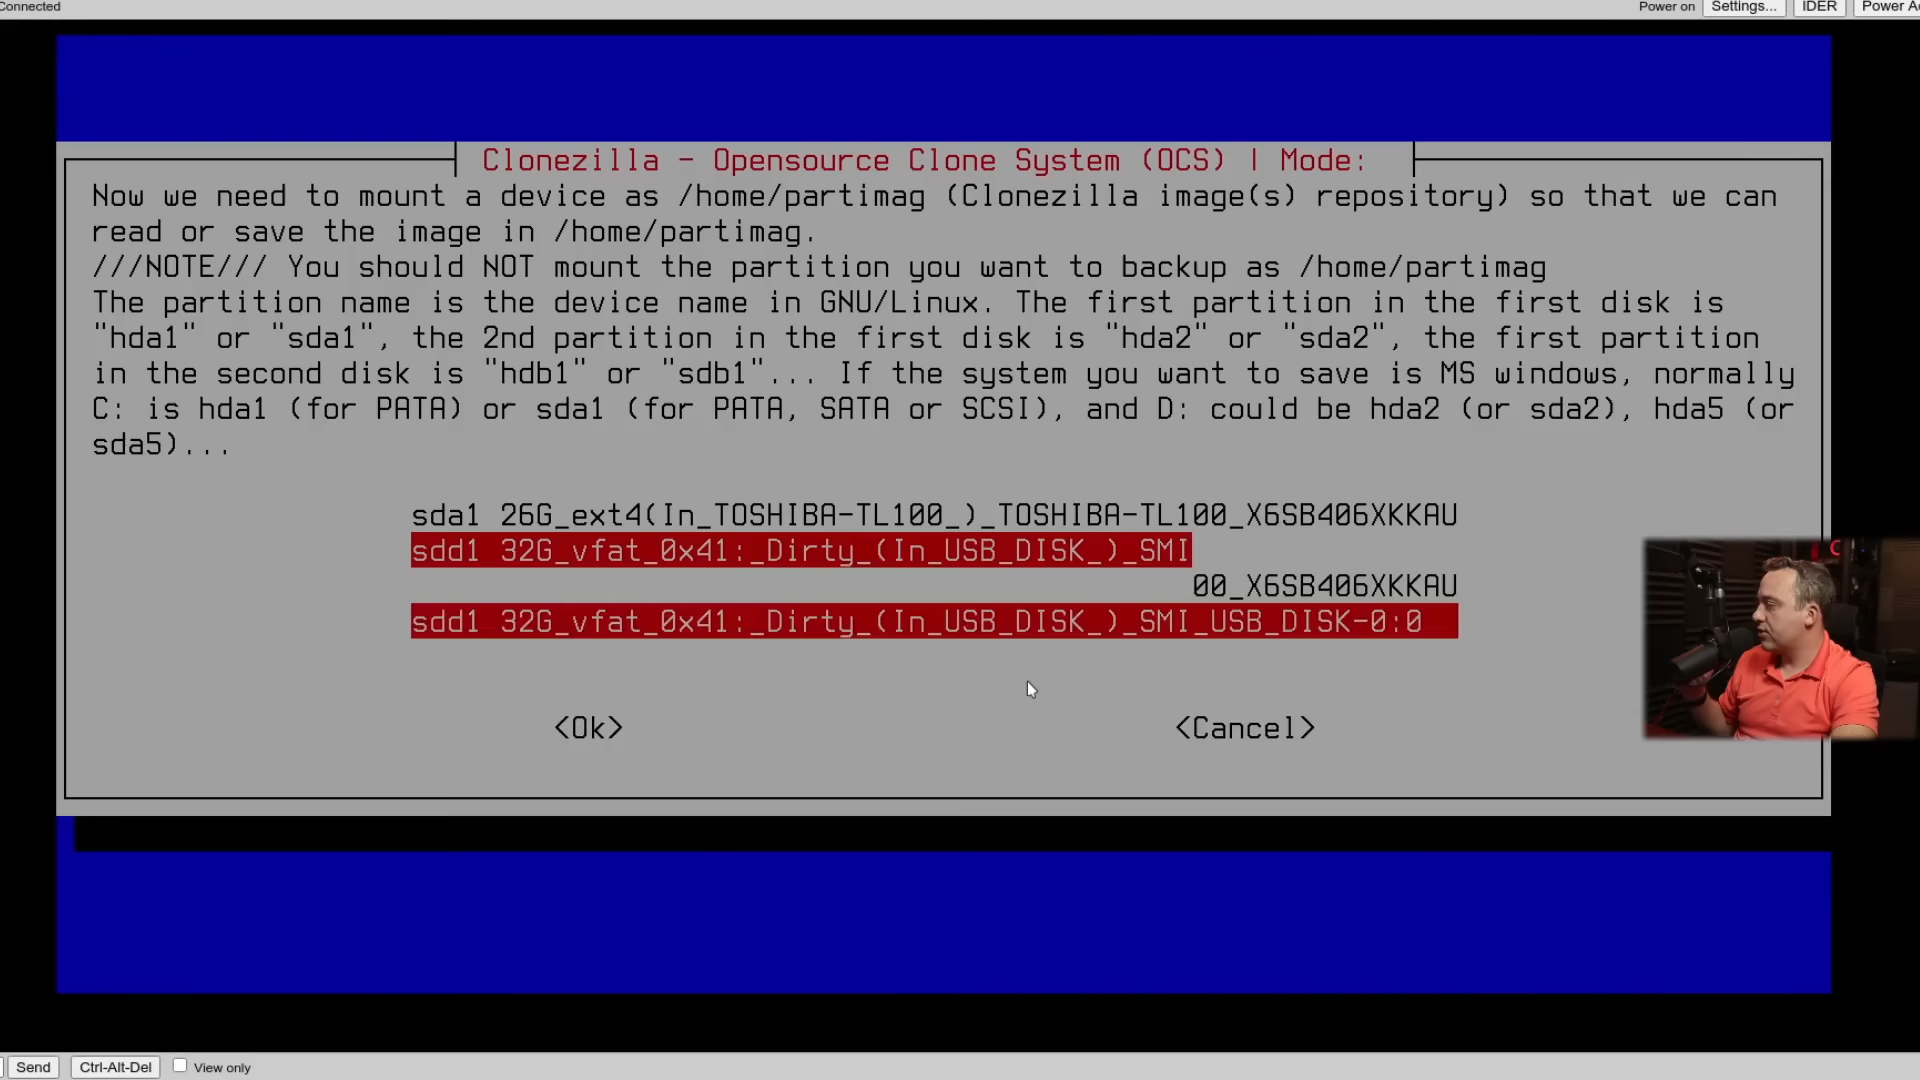 Connected
Power on Settings... IDER Power Ac
Clonezilla - Opensource Clone System (OCS) | Mode:
Now we need to mount a device as /home/partimag (Clonezilla image(s) repository) so that we can
read or save the image in /home/partimag.
///NOTE/// You should NOT mount the partition you want to backup as /home/partimag
The partition name is the device name in GNU/Linux. The first partition in the first disk is
"hda1" or "sda1", the 2nd partition in the first disk is "hda2" or "sda2", the first partition
in the second disk is "hdb1" or "sdb1"... If the system you want to save is MS windows, normally
C: is hda1 (for PATA) or sda1 (for PATA, SATA or SCSI), and D: could be hda2 (or sda2), hda5 (or
sda5)...
sda1 26G_ext4(In_TOSHIBA-TL100_)_TOSHIBA-TL100_X6SB406XKKAU
sdd1 32G_vfat_0x41:_Dirty_(In_USB_DISK_)_SMI
00_X6SB406XKKAU
sdd1 32G_vfat_0x41:_Dirty_(In_USB_DISK_)_SMI_USB_DISK-0:0
<Ok> <Cancel>
Send Ctrl-Alt-Del View only